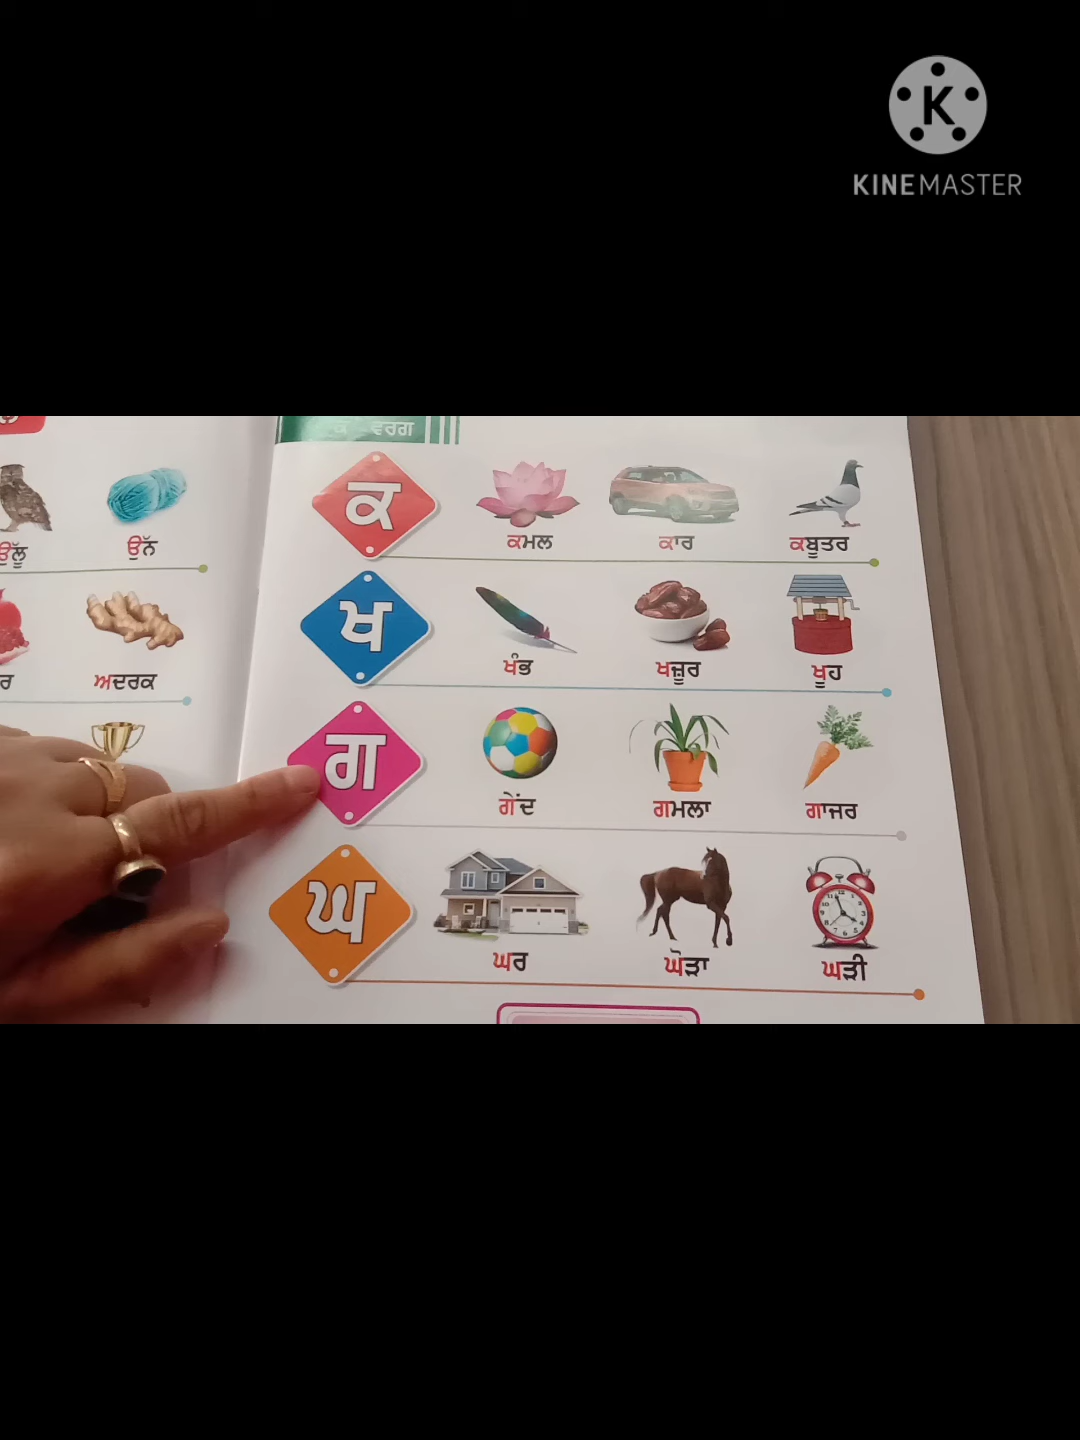 KINEMASTER
ਕ ਵਰਗ
ਉੱਲੂ ਉੱਨ
ਅਦਰਕ
ਕ ਕਮਲ ਕਾਰ ਕਬੂਤਰ
ਖ ਖੰਭ ਖਜ਼ੂਰ ਖੂਹ
ਗ ਗੇਂਦ ਗਮਲਾ ਗਾਜਰ
ਘ ਘਰ ਘੋੜਾ ਘੜੀ